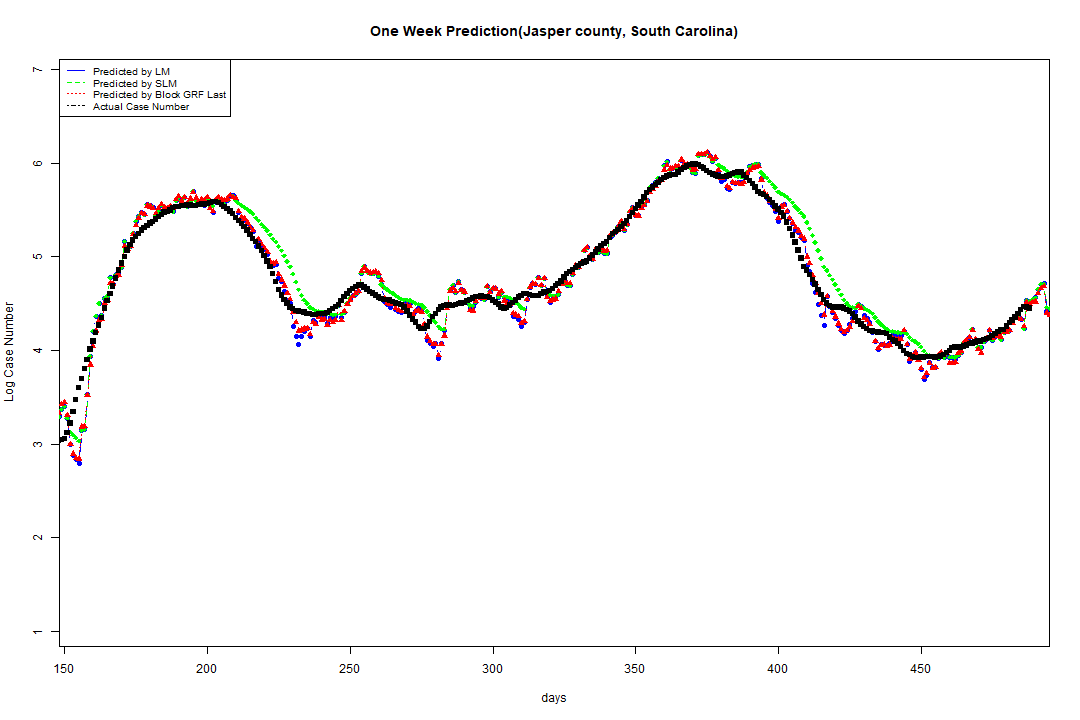 One Week Prediction(Jasper county, South Carolina)
Predicted by LM
Predicted by SLM
Predicted by Block GRF Last
Actual Case Number
7
6
5
4
3
2
1
Log Case Number
150 200 250 300 350 400 450
days